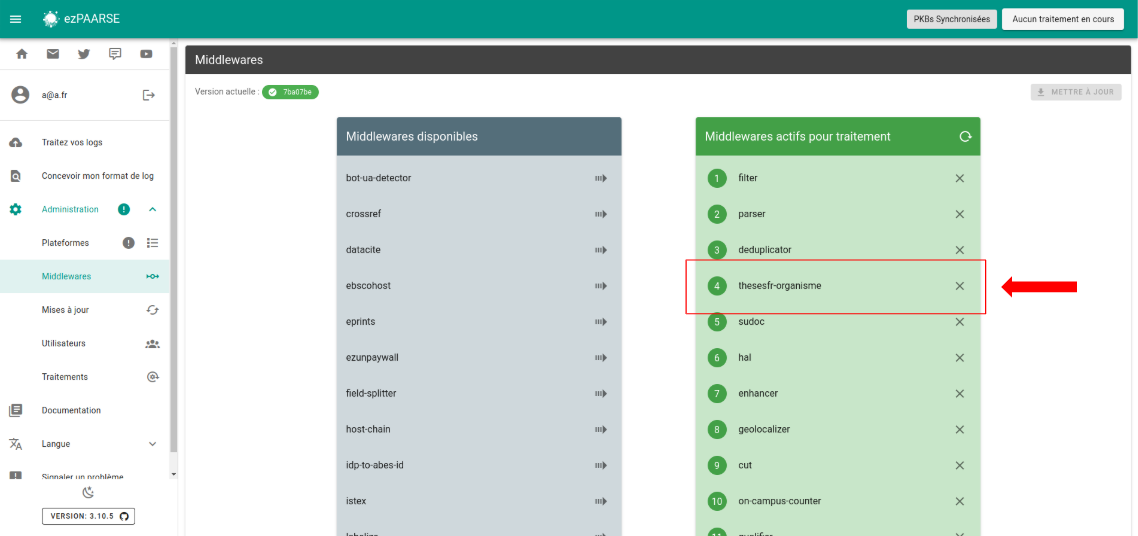 ezPAARSE
PKBs Synchronisées
Aucun traitement en cours
a@a.fr
Traitez vos logs
Concevoir mon format de log
Administration
Plateformes
Middlewares
Mises à jour
Utilisateurs
Traitements
Documentation
Langue
Signaler un problème
VERSION: 3.10.5
Middlewares
Version actuelle : 7ba07be
METTRE À JOUR
Middlewares disponibles
bot-ua-detector
crossref
datacite
ebscohost
eprints
ezunpaywall
field-splitter
host-chain
idp-to-abes-id
istex
labelize
Middlewares actifs pour traitement
1 filter
2 parser
3 deduplicator
4 thesesfr-organisme
5 sudoc
6 hal
7 enhancer
8 geolocalizer
9 cut
10 on-campus-counter
11 qualifier